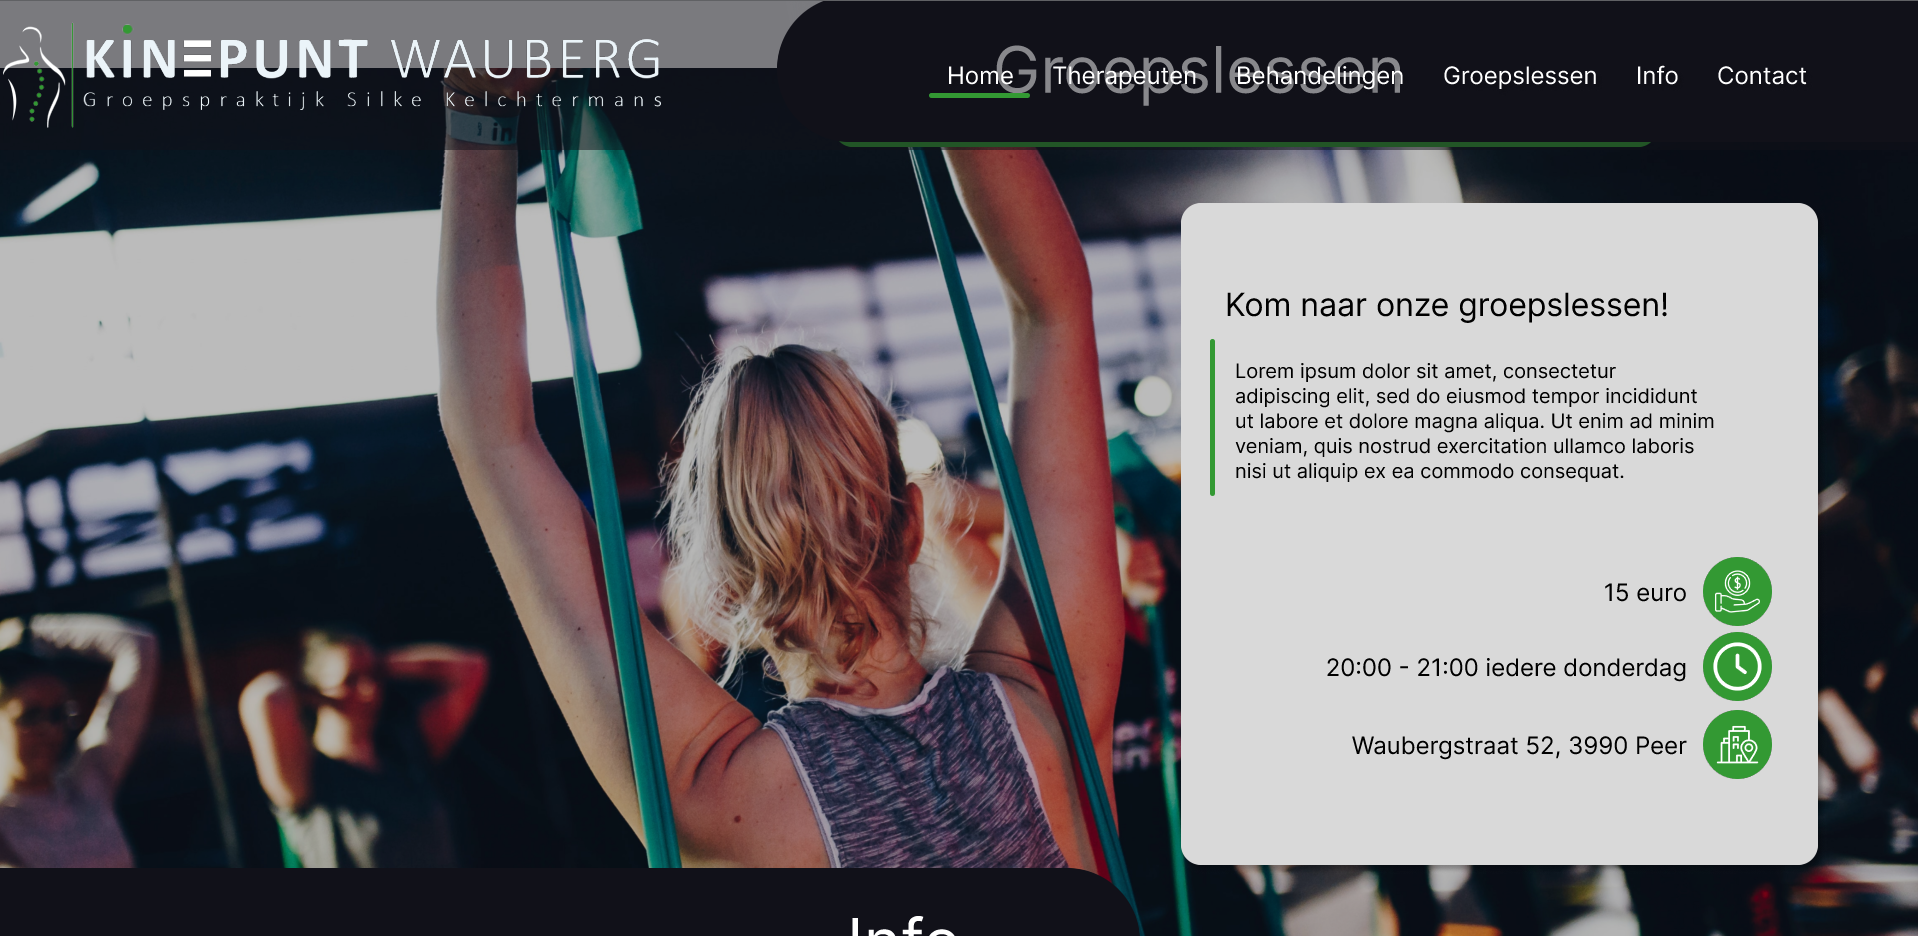 KINEPUNT WAUBERG
Groepspraktijk Silke Kelchtermans
Groepslessen
Home Therapeuten Behandelingen Groepslessen Info Contact
in
Kom naar onze groepslessen!
Lorem ipsum dolor sit amet, consectetur
adipiscing elit, sed do eiusmod tempor incididunt
ut labore et dolore magna aliqua. Ut enim ad minim
veniam, quis nostrud exercitation ullamco laboris
nisi ut aliquip ex ea commodo consequat.
15 euro
20:00 - 21:00 iedere donderdag
Waubergstraat 52, 3990 Peer
Info